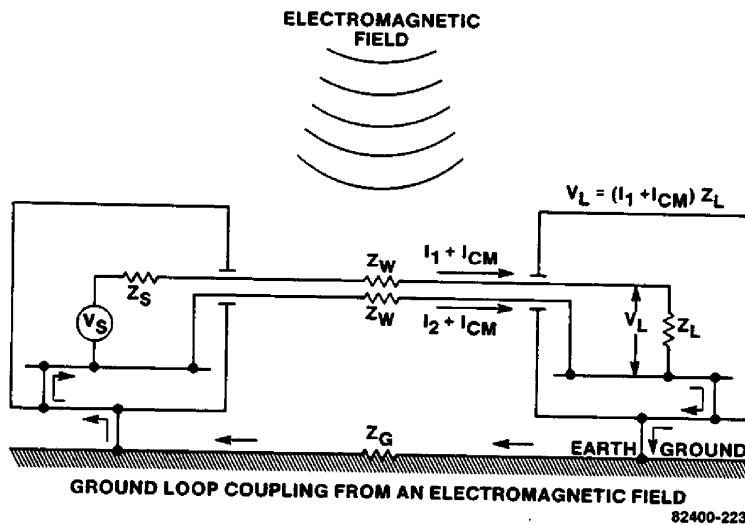 ELECTROMAGNETIC
FIELD
V_L = (I_1 + I_CM) Z_L
Z_W
I_1 + I_CM
Z_S
V_S
Z_W
I_2 + I_CM
V_L
Z_L
Z_G
EARTH GROUND
GROUND LOOP COUPLING FROM AN ELECTROMAGNETIC FIELD
82400-223